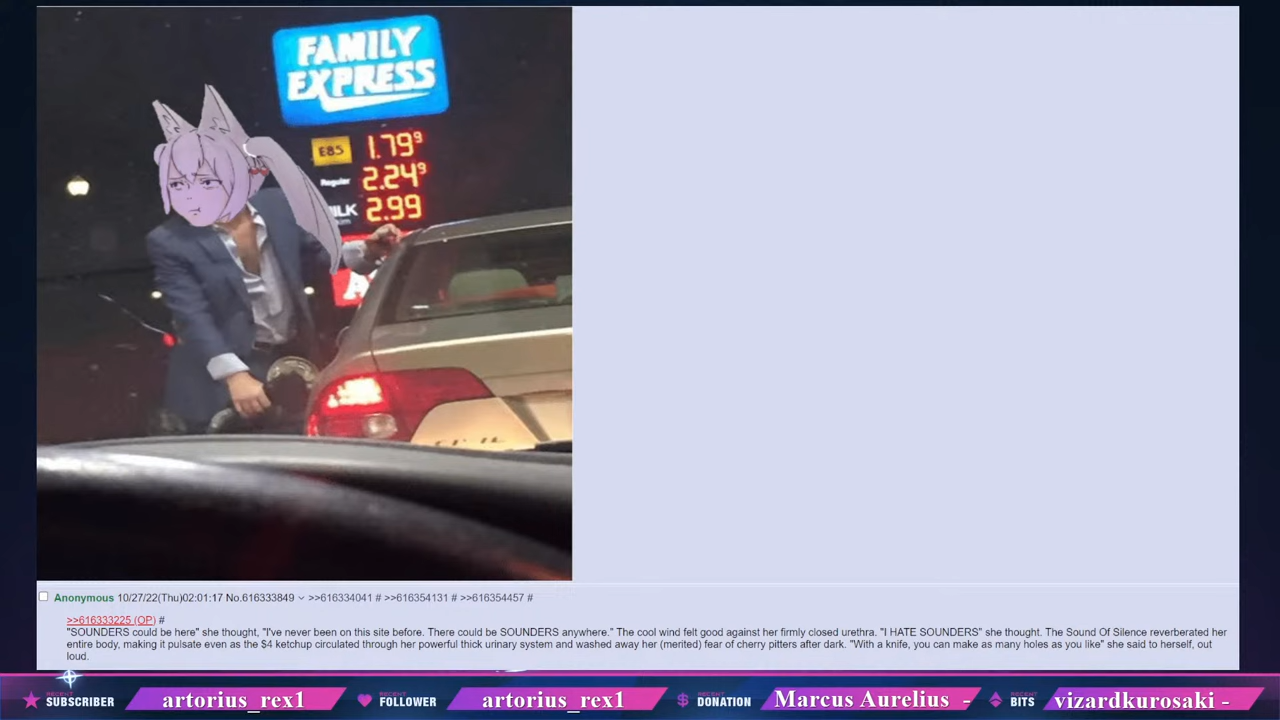 FAMILY
EXPRESS
E85 1.79⁹
Regular 2.24⁹
2.99
Anonymous 10/27/22(Thu)02:01:17 No.616333849 >>616334041 # >>616354131 # >>616354457 #
>>616333225 (OP) #
"SOUNDERS could be here" she thought, "I've never been on this site before. There could be SOUNDERS anywhere." The cool wind felt good against her firmly closed urethra. "I HATE SOUNDERS" she thought. The Sound Of Silence reverberated her
entire body, making it pulsate even as the $4 ketchup circulated through her powerful thick urinary system and washed away her (merited) fear of cherry pitters after dark. "With a knife, you can make as many holes as you like" she said to herself, out
loud.
RECENT SUBSCRIBER artorius_rex1 RECENT FOLLOWER artorius_rex1 RECENT DONATION Marcus Aurelius - RECENT BITS vizardkurosaki -